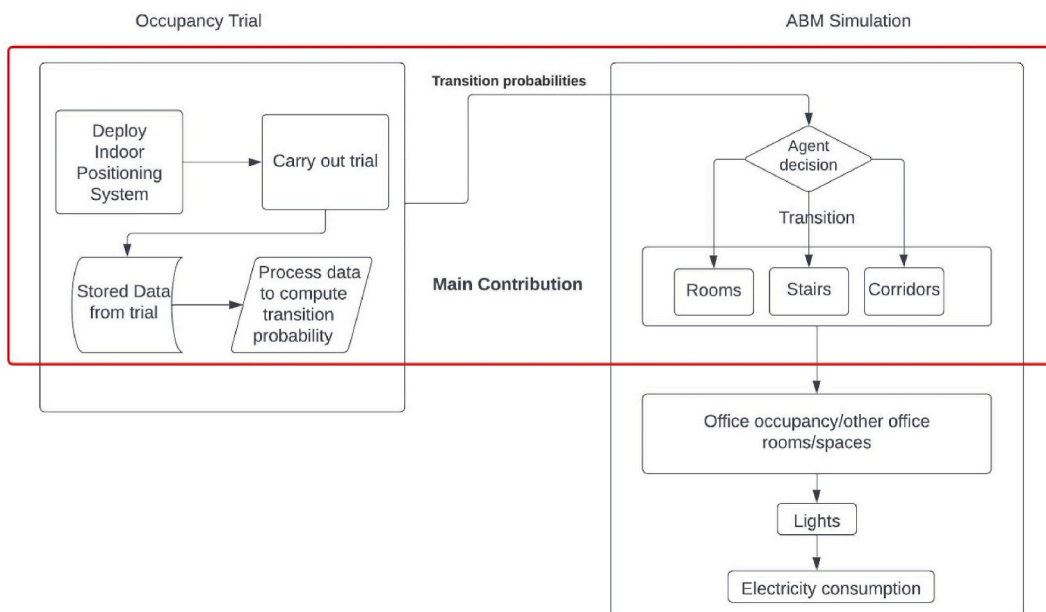 Occupancy Trial
ABM Simulation
Transition probabilities
Deploy
Indoor
Positioning
System
Carry out trial
Agent
decision
Transition
Stored Data
from trial
Process data
to compute
transition
probability
Main Contribution
Rooms
Stairs
Corridors
Office occupancy/other office
rooms/spaces
Lights
Electricity consumption